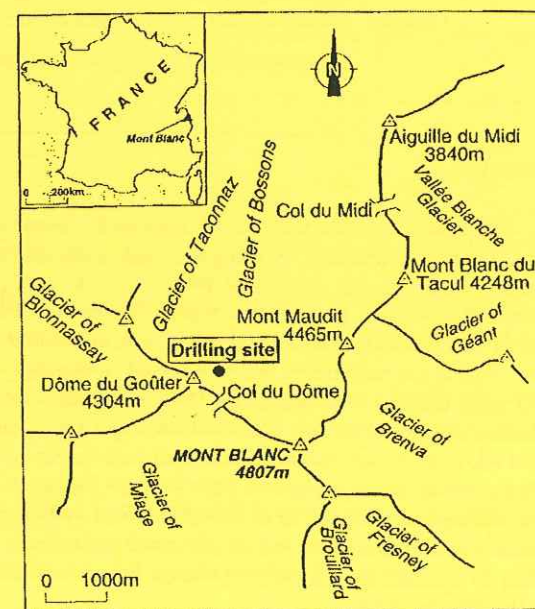 FRANCE
Mont Blanc
0 200km
N
Aiguille du Midi
3840m
Vallée Blanche
Glacier
Col du Midi
Glacier of Taconnaz
Glacier of Bossons
Mont Blanc du
Tacul 4248m
Glacier of
Géant
Mont Maudit
4465m
Glacier of
Bionnassay
Drilling site
Dôme du Goûter
4304m
Col du Dôme
MONT BLANC
4807m
Glacier of
Brenva
Glacier of
Miage
Glacier of
Brouillard
Glacier of
Fresney
0 1000m